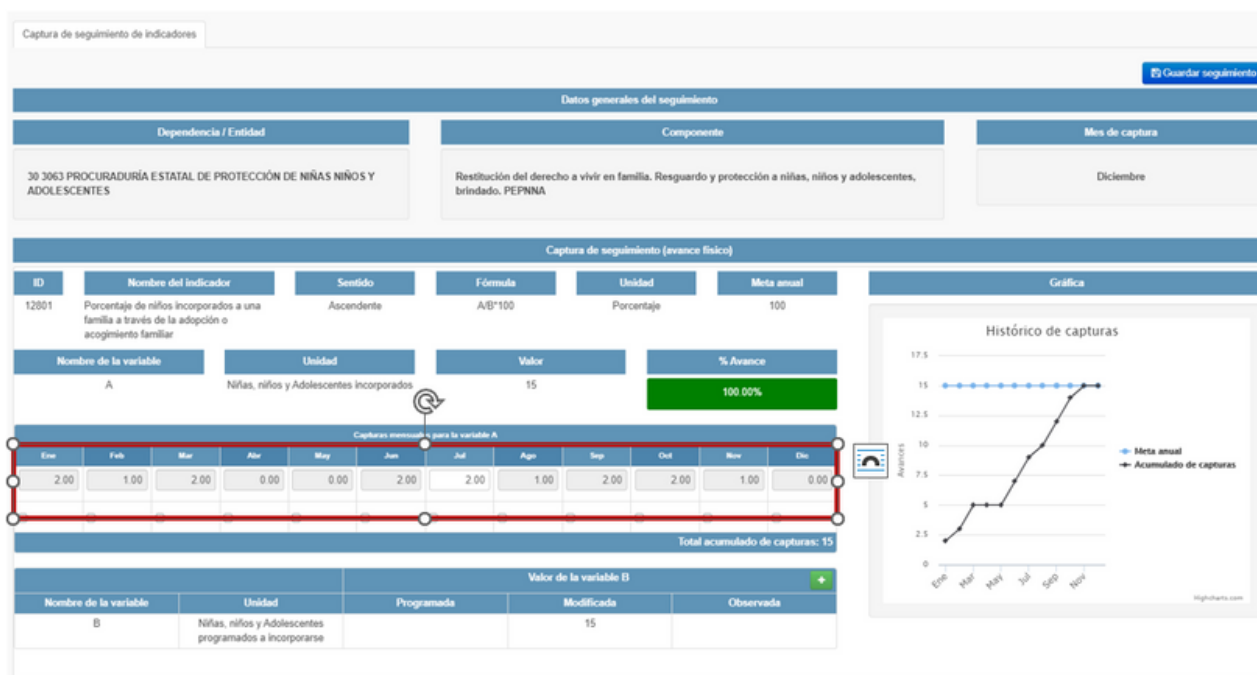 Captura de seguimiento de indicadores
Guardar seguimiento
Datos generales del seguimiento
Dependencia / Entidad
Componente
Mes de captura
30 3063 PROCURADURÍA ESTATAL DE PROTECCIÓN DE NIÑAS NIÑOS Y
ADOLESCENTES
Restitución del derecho a vivir en familia. Resguardo y protección a niñas, niños y adolescentes,
brindado. PEPNNA
Diciembre
Captura de seguimiento (avance físico)
ID Nombre del indicador Sentido Fórmula Unidad Meta anual
12801 Porcentaje de niños incorporados a una Ascendente A/B*100 Porcentaje 100
familia a través de la adopción o
acogimiento familiar
Nombre de la variable Unidad Valor % Avance
A Niñas, niños y Adolescentes incorporados 15 100.00%
Capturas mensuales para la variable A
Ene Feb Mar Abr May Jun Jul Ago Sep Oct Nov Dic
2.00 1.00 2.00 0.00 0.00 2.00 2.00 1.00 2.00 2.00 1.00 0.00
Total acumulado de capturas: 15
Valor de la variable B
+
Nombre de la variable Unidad Programada Modificada Observada
B Niñas, niños y Adolescentes 15
programados a incorporarse
Gráfica
Histórico de capturas
17.5
15
12.5
10
7.5
5
2.5
0
Avances
Ene Mar May Jul Sep Nov
Meta anual
Acumulado de capturas
Highcharts.com